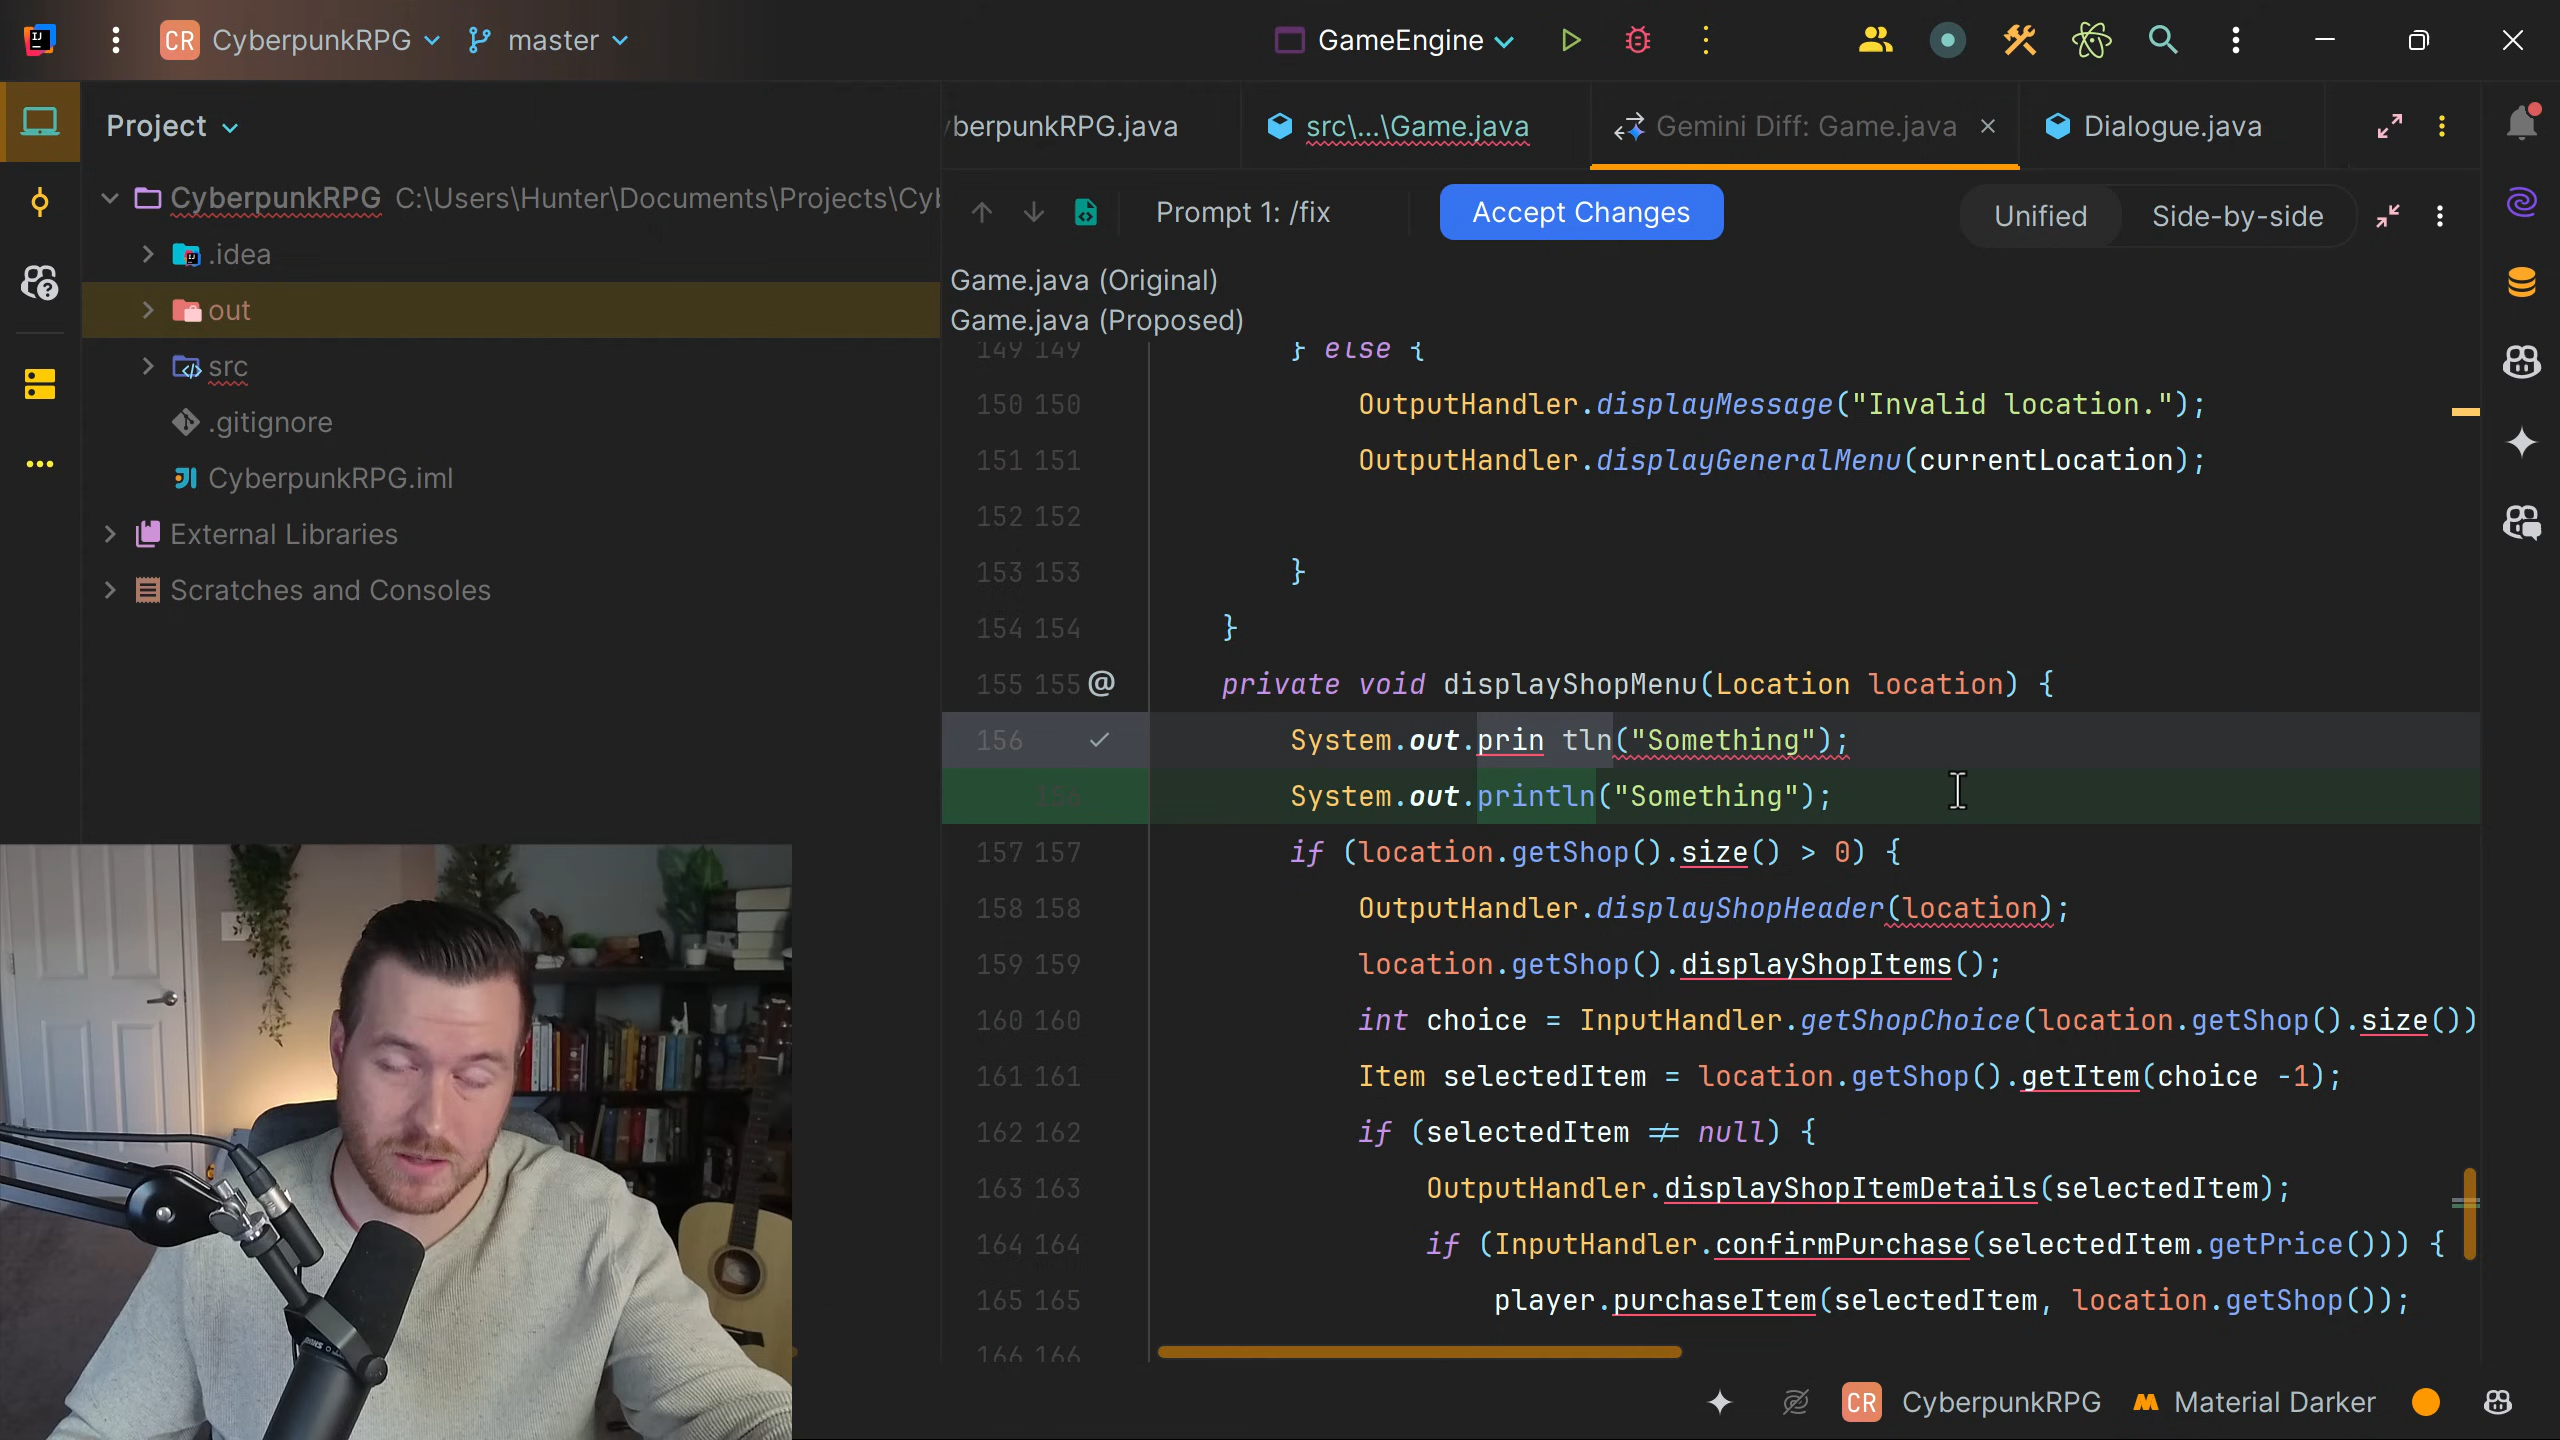 CR CyberpunkRPG master GameEngine
Project
berpunkRPG.java src\...\Game.java Gemini Diff: Game.java Dialogue.java
CyberpunkRPG C:\Users\Hunter\Documents\Projects\Cyb
.idea
out
src
.gitignore
CyberpunkRPG.iml
External Libraries
Scratches and Consoles
Prompt 1: /fix Accept Changes Unified Side-by-side
Game.java (Original)
Game.java (Proposed)
149 149 } else {
150 150 OutputHandler.displayMessage("Invalid location.");
151 151 OutputHandler.displayGeneralMenu(currentLocation);
152 152
153 153 }
154 154 }
155 155 @ private void displayShopMenu(Location location) {
156 System.out.prin tln("Something");
156 System.out.println("Something");
157 157 if (location.getShop().size() > 0) {
158 158 OutputHandler.displayShopHeader(location);
159 159 location.getShop().displayShopItems();
160 160 int choice = InputHandler.getShopChoice(location.getShop().size())
161 161 Item selectedItem = location.getShop().getItem(choice -1);
162 162 if (selectedItem ≠ null) {
163 163 OutputHandler.displayShopItemDetails(selectedItem);
164 164 if (InputHandler.confirmPurchase(selectedItem.getPrice())) {
165 165 player.purchaseItem(selectedItem, location.getShop());
166 166
CR CyberpunkRPG Material Darker